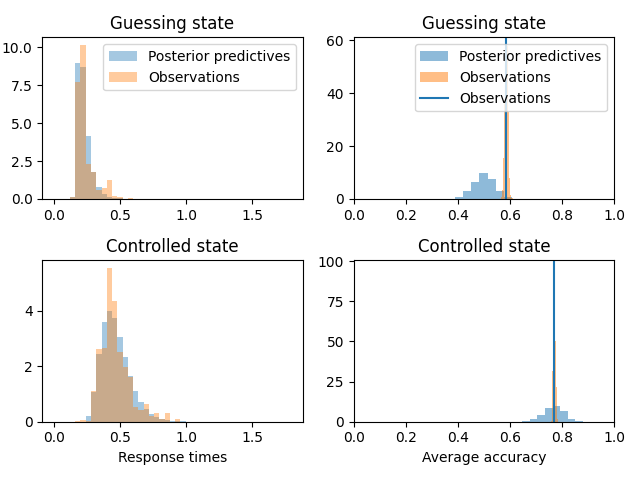 Guessing state
10.0
7.5
5.0
2.5
0.0
0.0 0.5 1.0 1.5
Posterior predictives
Observations
Guessing state
60
40
20
0
0.0 0.2 0.4 0.6 0.8 1.0
Posterior predictives
Observations
Observations
Controlled state
4
2
0
0.0 0.5 1.0 1.5
Response times
Controlled state
100
75
50
25
0
0.0 0.2 0.4 0.6 0.8 1.0
Average accuracy